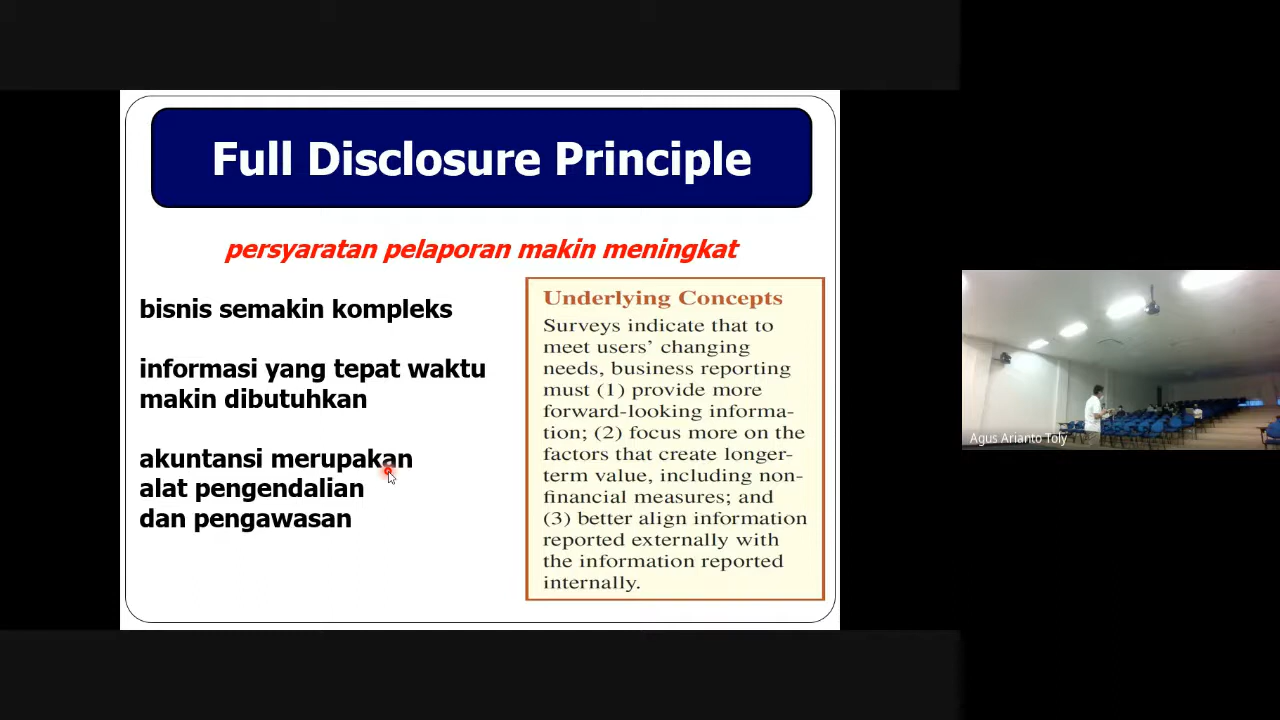 Full Disclosure Principle
persyaratan pelaporan makin meningkat
bisnis semakin kompleks
informasi yang tepat waktu
makin dibutuhkan
akuntansi merupakan
alat pengendalian
dan pengawasan
Underlying Concepts
Surveys indicate that to
meet users’ changing
needs, business reporting
must (1) provide more
forward-looking informa-
tion; (2) focus more on the
factors that create longer-
term value, including non-
financial measures; and
(3) better align information
reported externally with
the information reported
internally.
Agus Arianto Toly